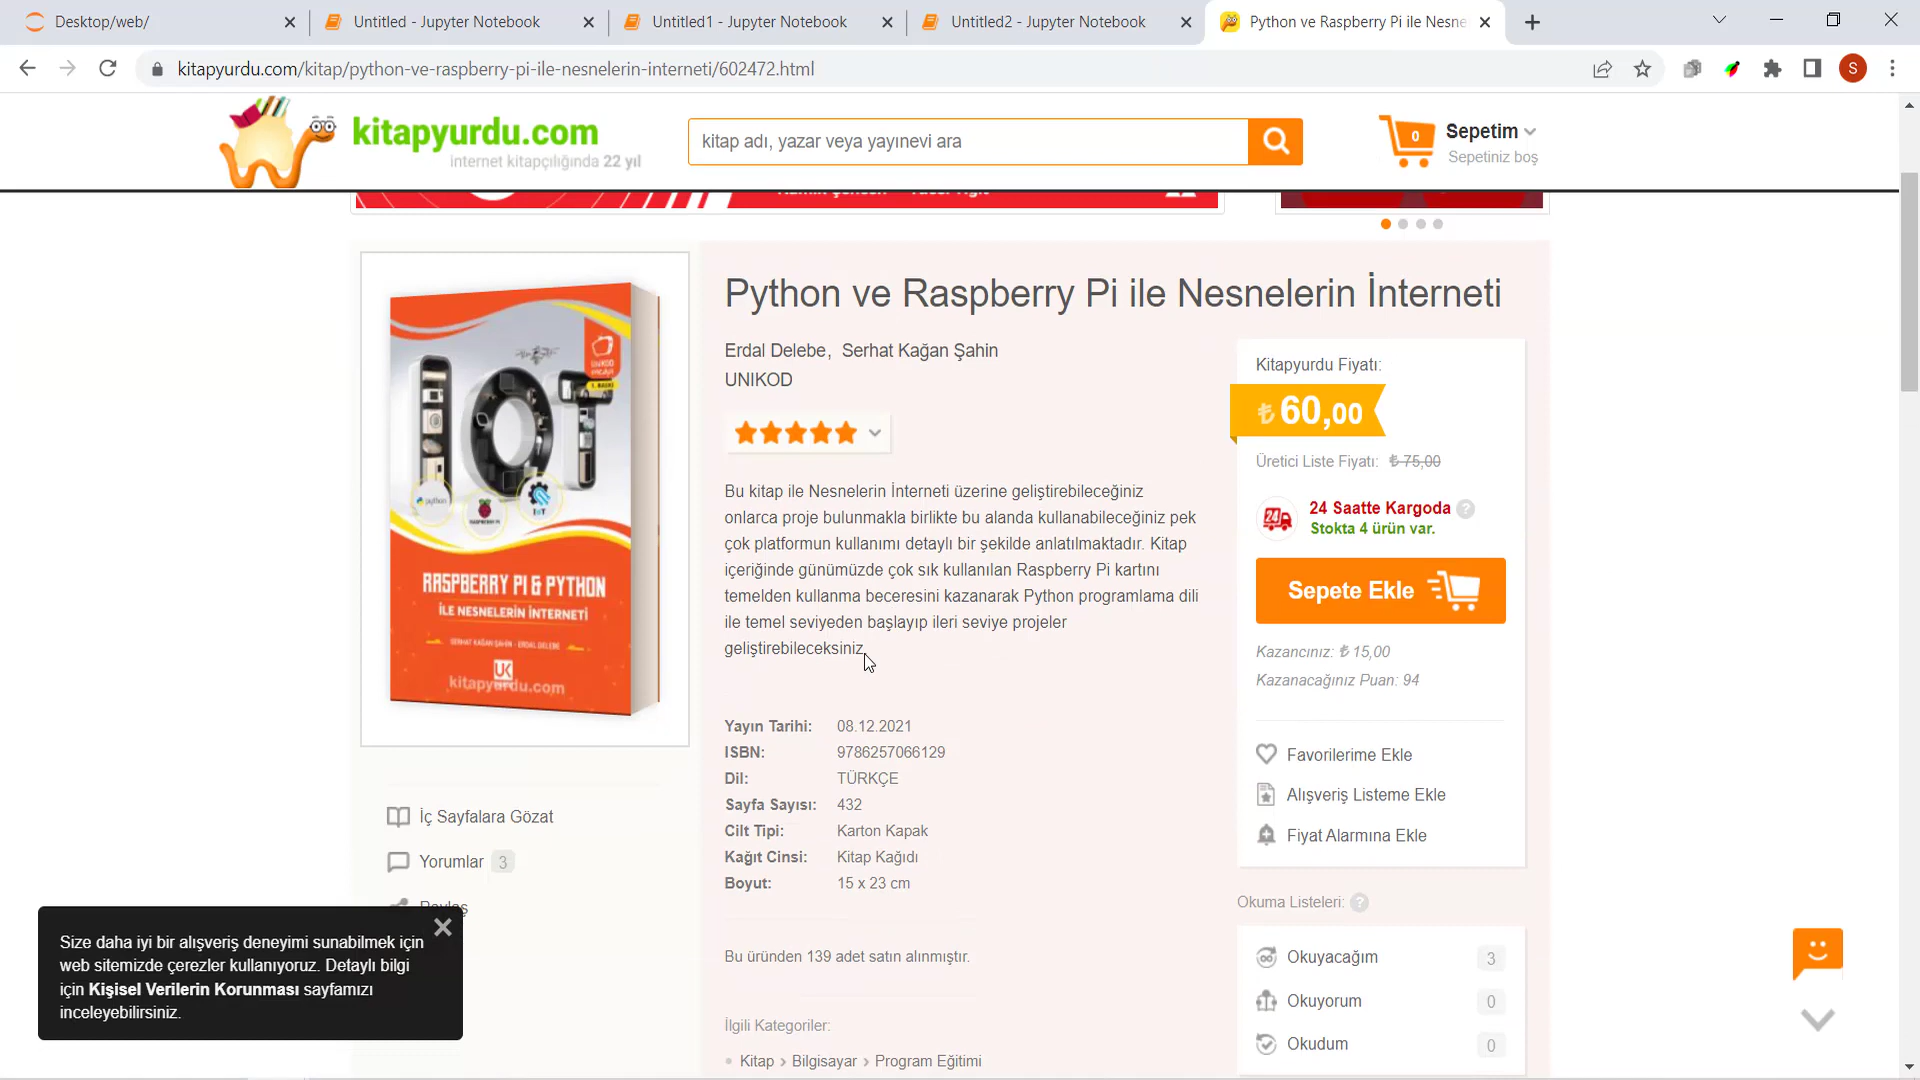 Desktop/web/
Untitled - Jupyter Notebook
Untitled1 - Jupyter Notebook
Untitled2 - Jupyter Notebook
Python ve Raspberry Pi ile Nesne
kitapyurdu.com/kitap/python-ve-raspberry-pi-ile-nesnelerin-interneti/602472.html
S
kitapyurdu.com
internet kitapçılığında 22 yıl
kitap adı, yazar veya yayınevi ara
0
Sepetim
Sepetiniz boş
Python ve Raspberry Pi ile Nesnelerin İnterneti
Erdal Delebe, Serhat Kağan Şahin
UNIKOD
Bu kitap ile Nesnelerin İnterneti üzerine geliştirebileceğiniz
onlarca proje bulunmakla birlikte bu alanda kullanabileceğiniz pek
çok platformun kullanımı detaylı bir şekilde anlatılmaktadır. Kitap
içeriğinde günümüzde çok sık kullanılan Raspberry Pi kartını
temelden kullanma beceresini kazanarak Python programlama dili
ile temel seviyeden başlayıp ileri seviye projeler
geliştirebileceksiniz.
Yayın Tarihi: 08.12.2021
ISBN: 9786257066129
Dil: TÜRKÇE
Sayfa Sayısı: 432
Cilt Tipi: Karton Kapak
Kağıt Cinsi: Kitap Kağıdı
Boyut: 15 x 23 cm
Bu üründen 139 adet satın alınmıştır.
İlgili Kategoriler:
Kitap › Bilgisayar › Program Eğitimi
IOT
python
RASPBERRY PI
IoT
RASPBERRY PI & PYTHON
İLE NESNELERİN İNTERNETİ
SERHAT KAĞAN ŞAHİN - ERDAL DELEBE
UK
kitapyurdu.com
İç Sayfalara Gözat
Yorumlar 3
Paylaş
Kitapyurdu Fiyatı:
₺60,00
Üretici Liste Fiyatı: ₺ 75,00
24
24 Saatte Kargoda ?
Stokta 4 ürün var.
Sepete Ekle
Kazancınız: ₺ 15,00
Kazanacağınız Puan: 94
Favorilerime Ekle
Alışveriş Listeme Ekle
Fiyat Alarmına Ekle
Okuma Listeleri: ?
Okuyacağım 3
Okuyorum 0
Okudum 0
Size daha iyi bir alışveriş deneyimi sunabilmek için
web sitemizde çerezler kullanıyoruz. Detaylı bilgi
için Kişisel Verilerin Korunması sayfamızı
inceleyebilirsiniz.